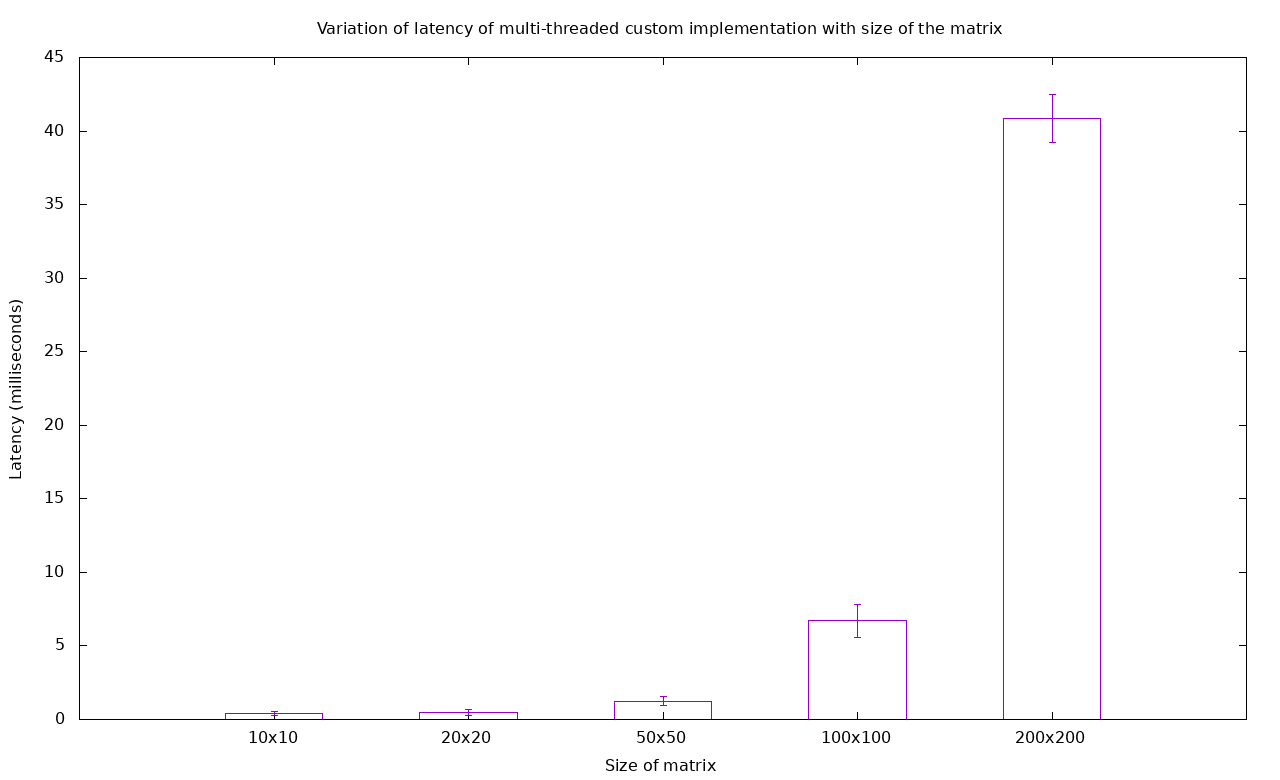 Variation of latency of multi-threaded custom implementation with size of the matrix
45
40
35
30
25
20
15
10
5
0
Latency (milliseconds)
10x10 20x20 50x50 100x100 200x200
Size of matrix